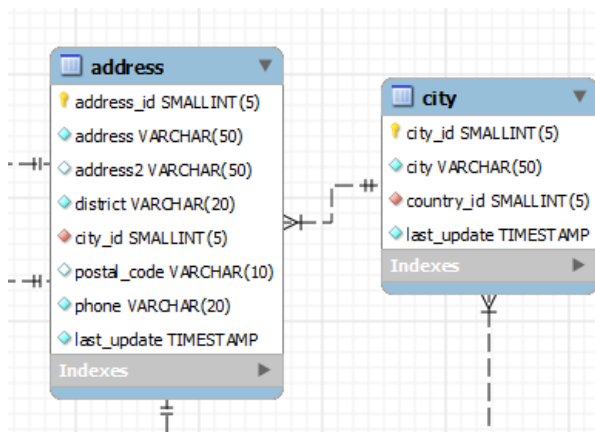 address
address_id SMALLINT(5)
address VARCHAR(50)
address2 VARCHAR(50)
district VARCHAR(20)
city_id SMALLINT(5)
postal_code VARCHAR(10)
phone VARCHAR(20)
last_update TIMESTAMP
Indexes
city
city_id SMALLINT(5)
city VARCHAR(50)
country_id SMALLINT(5)
last_update TIMESTAMP
Indexes